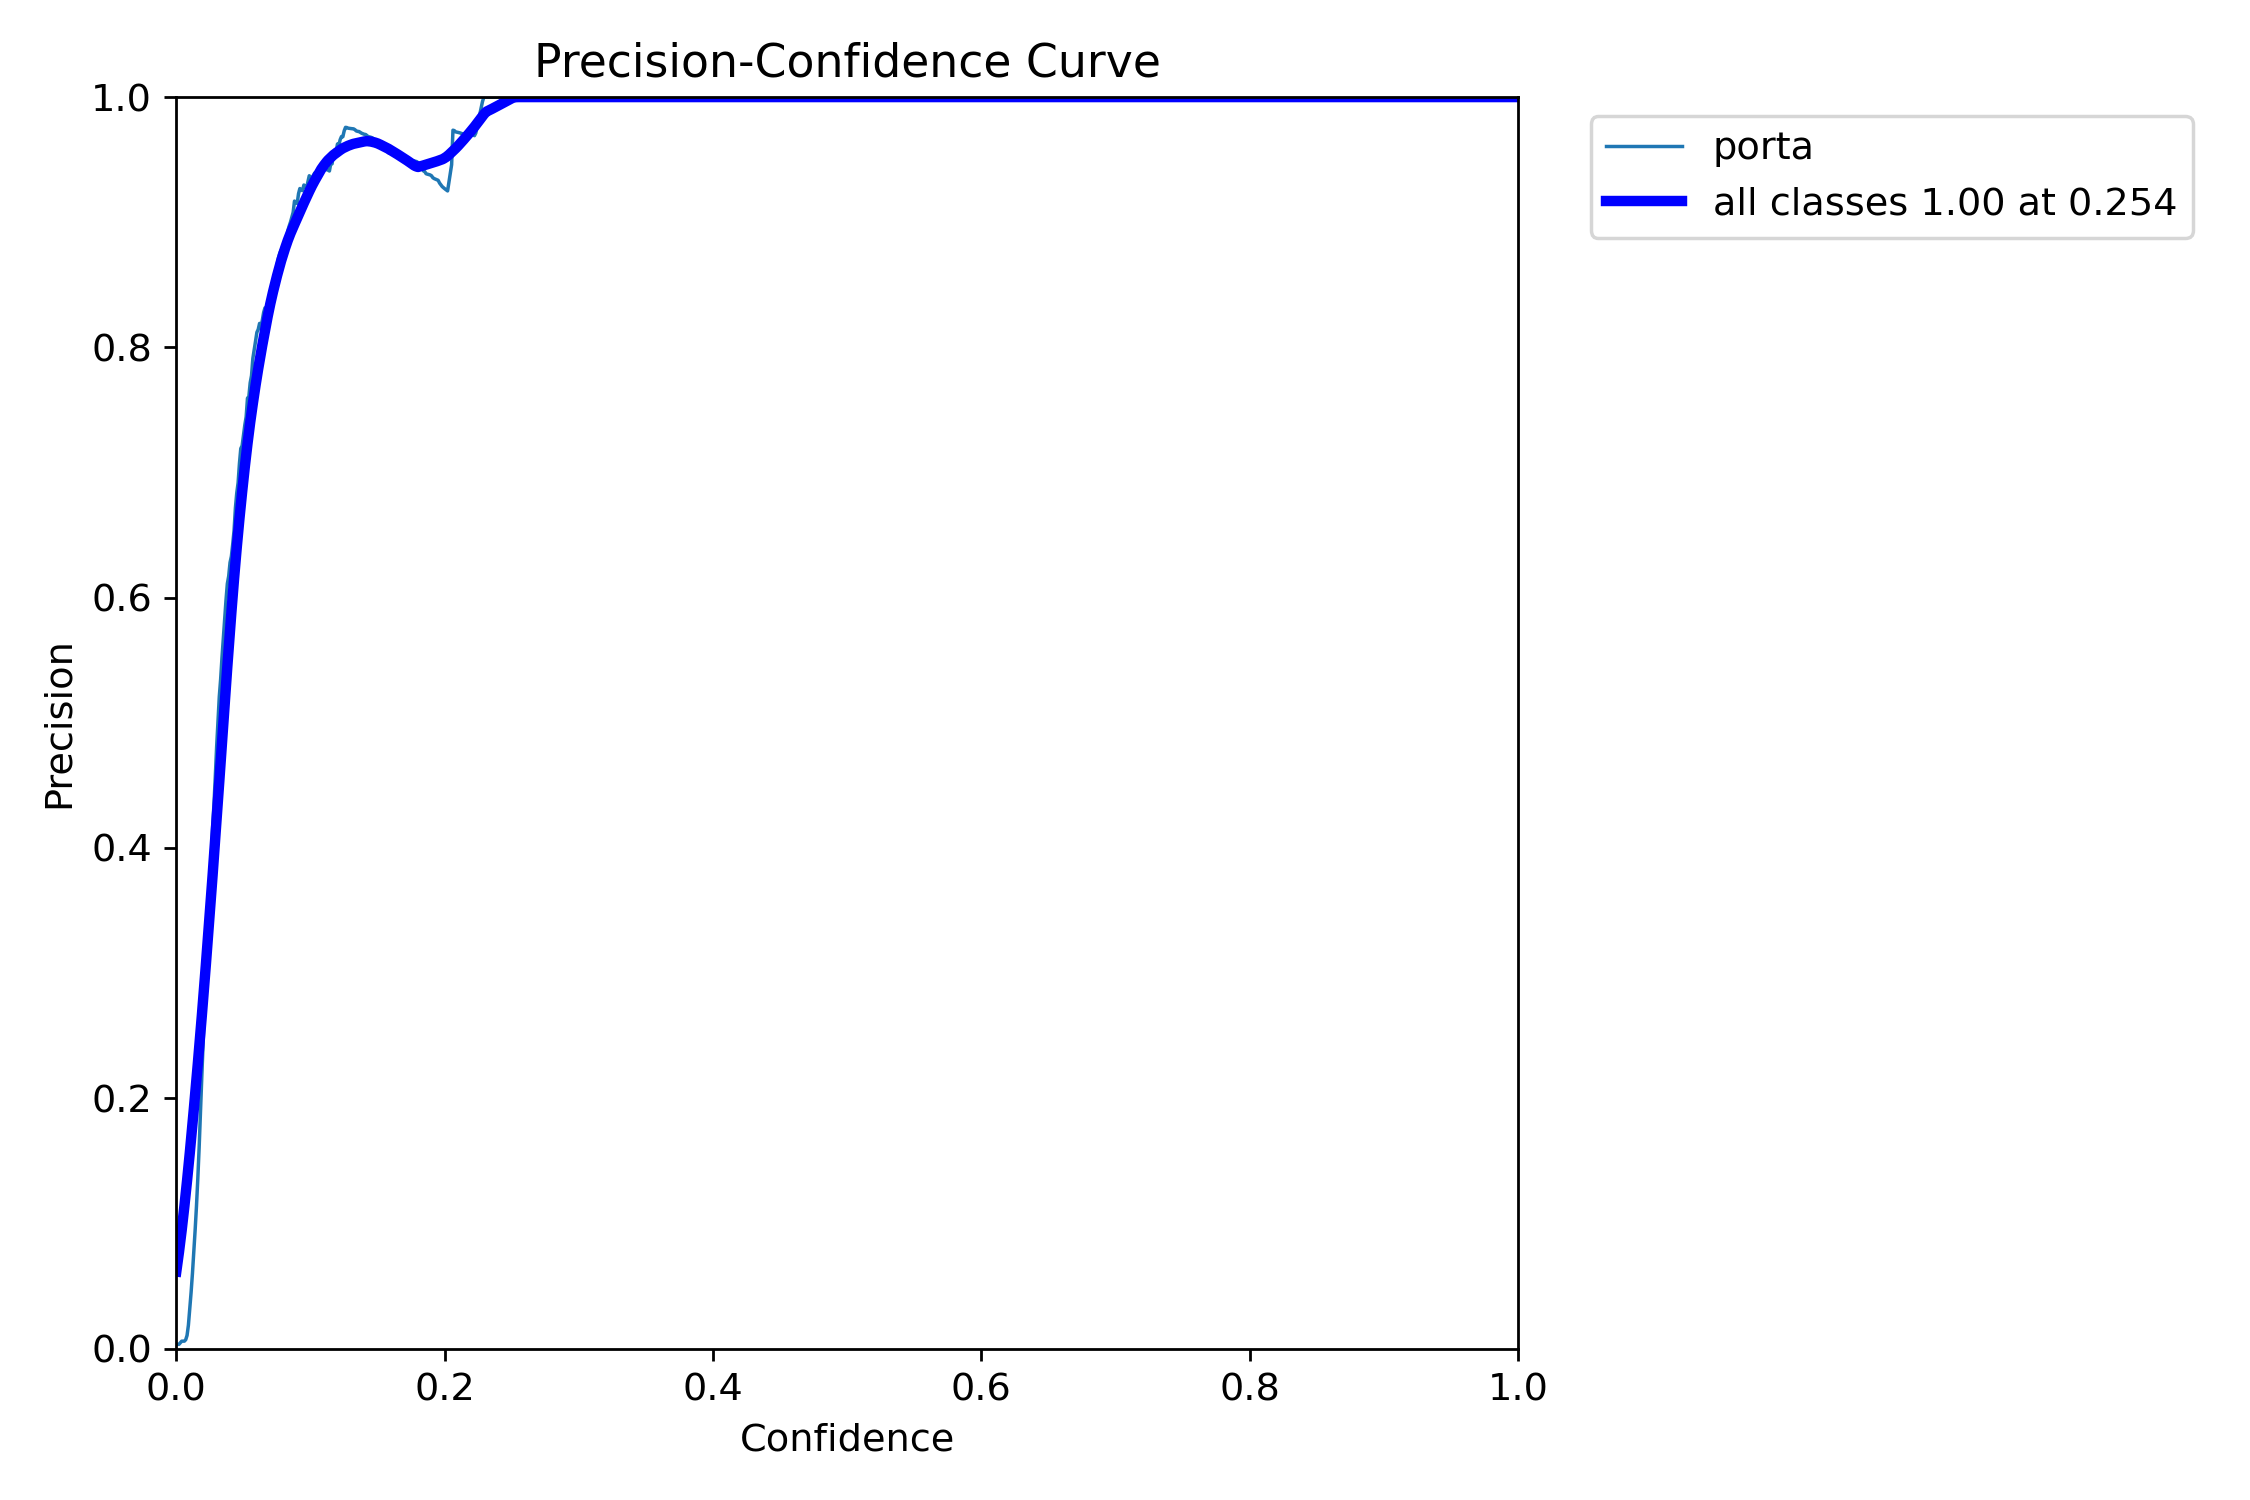 Precision-Confidence Curve
1.0
0.8
0.6
0.4
0.2
0.0
Precision
0.0 0.2 0.4 0.6 0.8 1.0
Confidence
porta
all classes 1.00 at 0.254